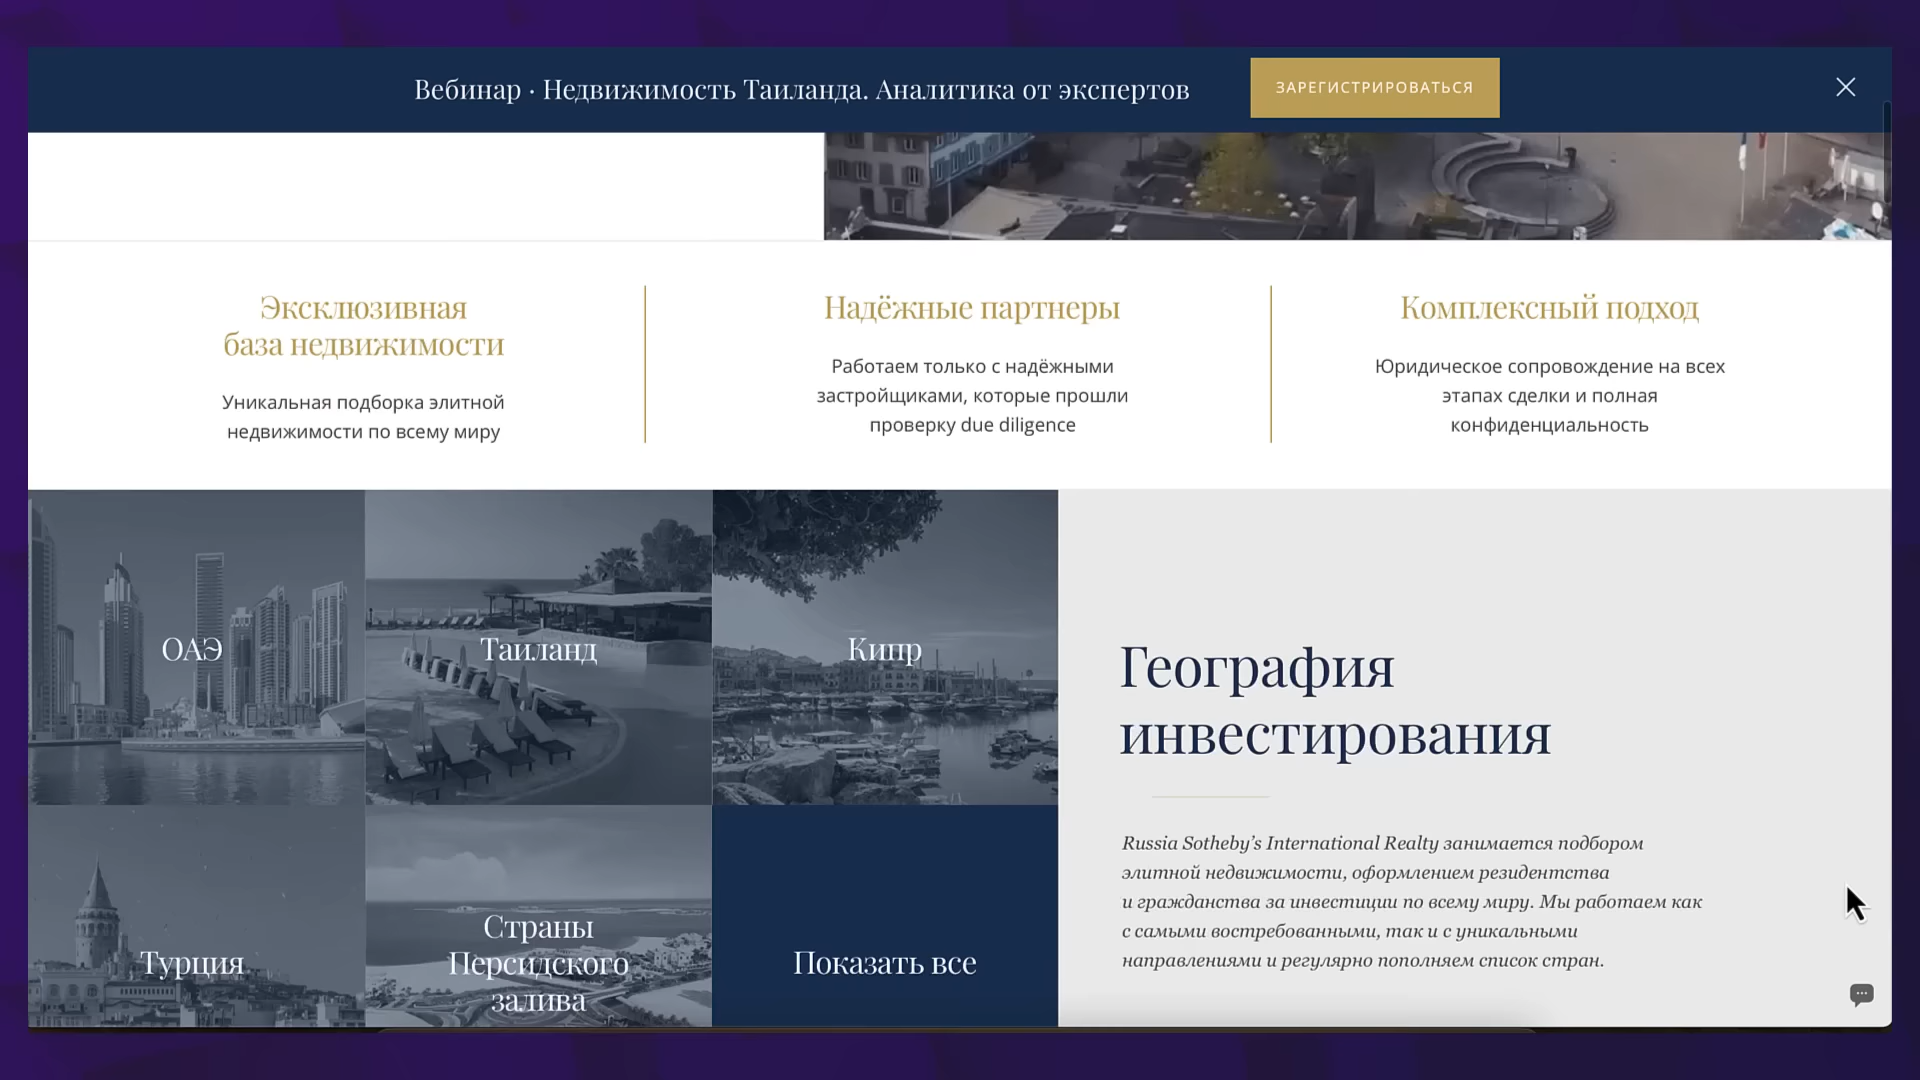 Вебинар · Недвижимость Таиланда. Аналитика от экспертов
ЗАРЕГИСТРИРОВАТЬСЯ
Эксклюзивная
база недвижимости
Уникальная подборка элитной
недвижимости по всему миру
Надёжные партнеры
Работаем только с надёжными
застройщиками, которые прошли
проверку due diligence
Комплексный подход
Юридическое сопровождение на всех
этапах сделки и полная
конфиденциальность
ОАЭ
Таиланд
Кипр
Турция
Страны
Персидского
залива
Показать все
География
инвестирования
Russia Sotheby’s International Realty занимается подбором
элитной недвижимости, оформлением резидентства
и гражданства за инвестиции по всему миру. Мы работаем как
с самыми востребованными, так и с уникальными
направлениями и регулярно пополняем список стран.